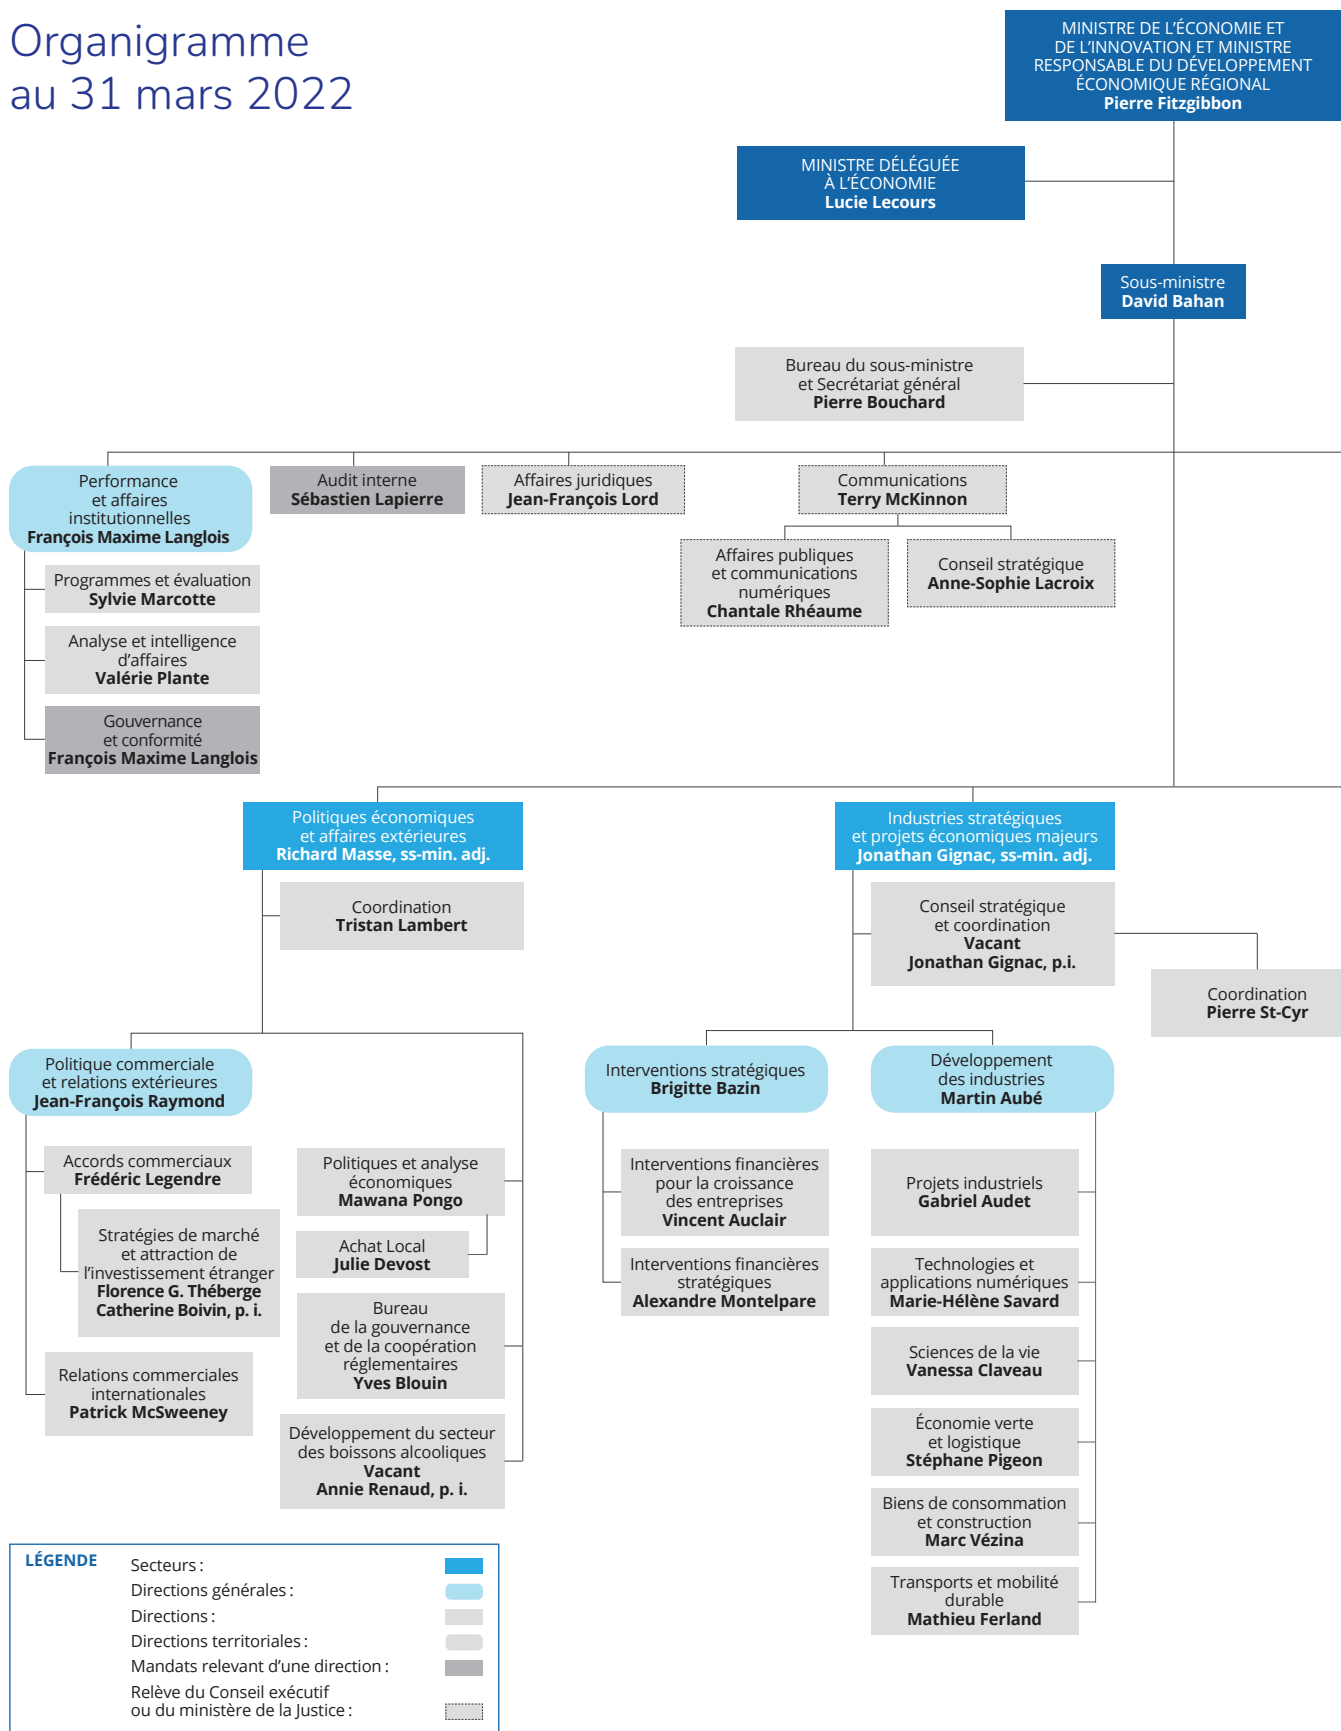 Organigramme
au 31 mars 2022
MINISTRE DE L'ÉCONOMIE ET
DE L'INNOVATION ET MINISTRE
RESPONSABLE DU DÉVELOPPEMENT
ÉCONOMIQUE RÉGIONAL
Pierre Fitzgibbon
MINISTRE DÉLÉGUÉE
À L'ÉCONOMIE
Lucie Lecours
Sous-ministre
David Bahan
Bureau du sous-ministre
et Secrétariat général
Pierre Bouchard
Performance
et affaires
institutionnelles
François Maxime Langlois
Audit interne
Sébastien Lapierre
Affaires juridiques
Jean-François Lord
Communications
Terry McKinnon
Affaires publiques
et communications
numériques
Chantale Rhéaume
Conseil stratégique
Anne-Sophie Lacroix
Programmes et évaluation
Sylvie Marcotte
Analyse et intelligence
d'affaires
Valérie Plante
Gouvernance
et conformité
François Maxime Langlois
Politiques économiques
et affaires extérieures
Richard Masse, ss-min. adj.
Coordination
Tristan Lambert
Politique commerciale
et relations extérieures
Jean-François Raymond
Accords commerciaux
Frédéric Legendre
Stratégies de marché
et attraction de
l'investissement étranger
Florence G. Théberge
Catherine Boivin, p. i.
Relations commerciales
internationales
Patrick McSweeney
Politiques et analyse
économiques
Mawana Pongo
Achat Local
Julie Devost
Bureau
de la gouvernance
et de la coopération
réglementaires
Yves Blouin
Développement du secteur
des boissons alcooliques
Vacant
Annie Renaud, p. i.
Industries stratégiques
et projets économiques majeurs
Jonathan Gignac, ss-min. adj.
Conseil stratégique
et coordination
Vacant
Jonathan Gignac, p.i.
Coordination
Pierre St-Cyr
Interventions stratégiques
Brigitte Bazin
Interventions financières
pour la croissance
des entreprises
Vincent Auclair
Interventions financières
stratégiques
Alexandre Montelpare
Développement
des industries
Martin Aubé
Projets industriels
Gabriel Audet
Technologies et
applications numériques
Marie-Hélène Savard
Sciences de la vie
Vanessa Claveau
Économie verte
et logistique
Stéphane Pigeon
Biens de consommation
et construction
Marc Vézina
Transports et mobilité
durable
Mathieu Ferland
LÉGENDE
Secteurs :
Directions générales :
Directions :
Directions territoriales :
Mandats relevant d'une direction :
Relève du Conseil exécutif
ou du ministère de la Justice :